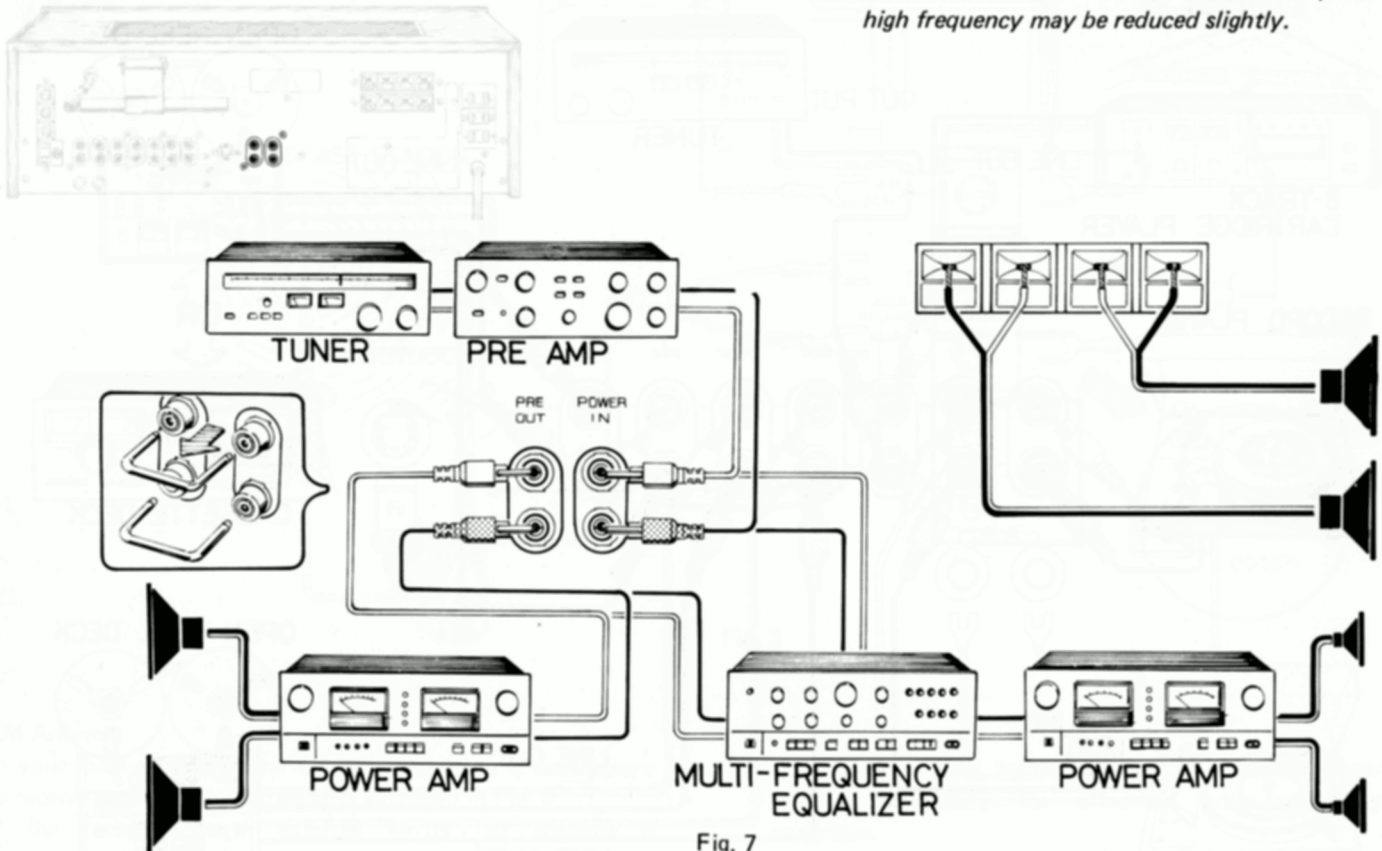 high frequency may be reduced slightly.
TUNER
PRE AMP
PRE
OUT
POWER
IN
POWER AMP
MULTI-FREQUENCY
EQUALIZER
POWER AMP
Fig. 7